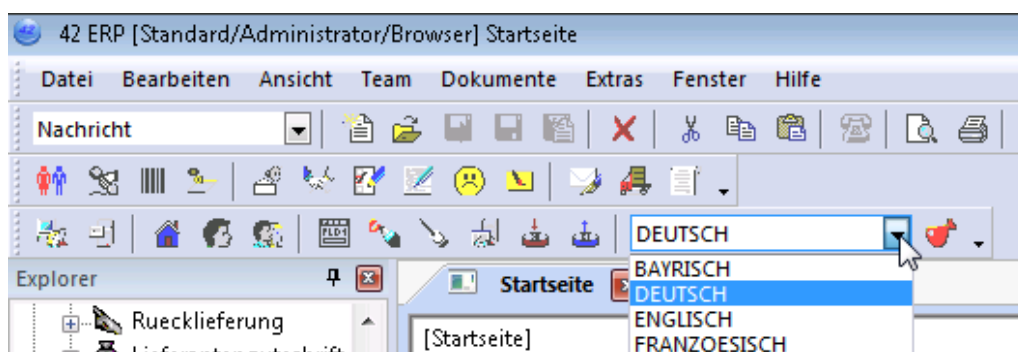 42 ERP [Standard/Administrator/Browser] Startseite
Datei Bearbeiten Ansicht Team Dokumente Extras Fenster Hilfe
Nachricht
DEUTSCH
BAYRISCH
DEUTSCH
ENGLISCH
FRANZOESISCH
Explorer
Ruecklieferung
Lieferantengutschrift
Startseite
[Startseite]